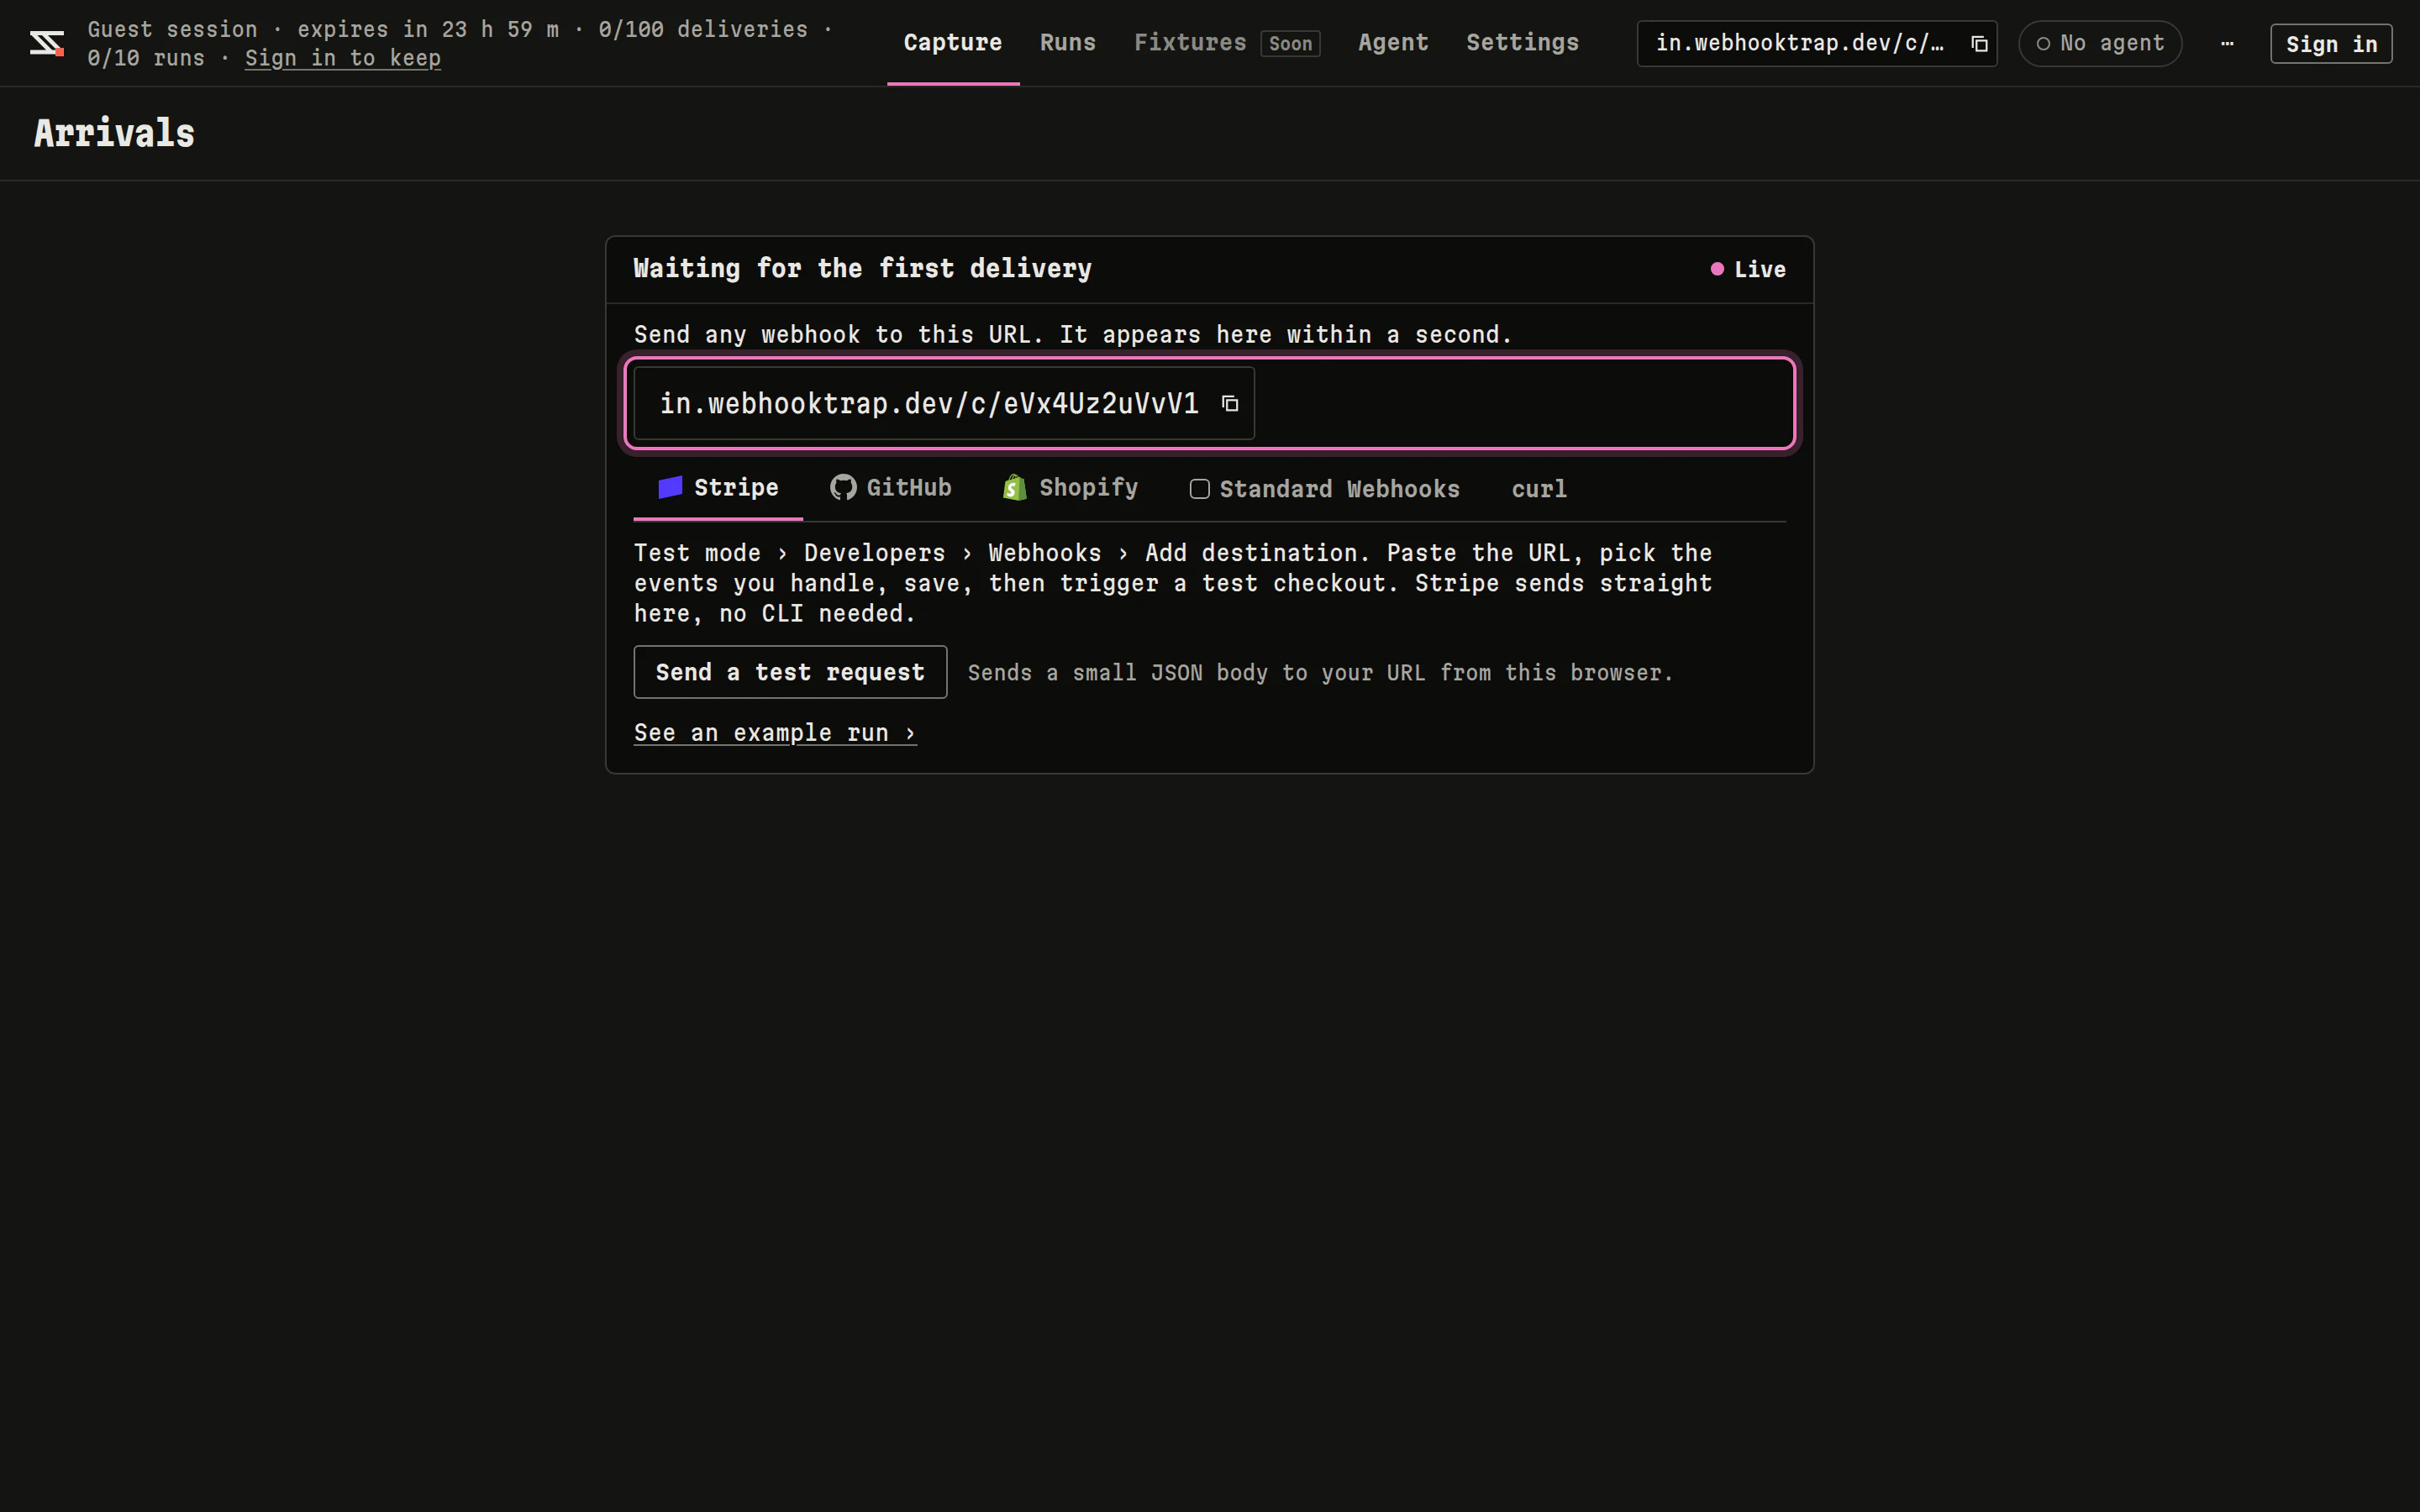 Guest session · expires in 23 h 59 m · 0/100 deliveries ·
0/10 runs · Sign in to keep
Capture
Runs
Fixtures Soon
Agent
Settings
in.webhooktrap.dev/c/…
No agent
⋯
Sign in
Arrivals
Waiting for the first delivery
Live
Send any webhook to this URL. It appears here within a second.
in.webhooktrap.dev/c/eVx4Uz2uVvV1
Stripe
GitHub
Shopify
Standard Webhooks
curl
Test mode › Developers › Webhooks › Add destination. Paste the URL, pick the
events you handle, save, then trigger a test checkout. Stripe sends straight
here, no CLI needed.
Send a test request
Sends a small JSON body to your URL from this browser.
See an example run ›